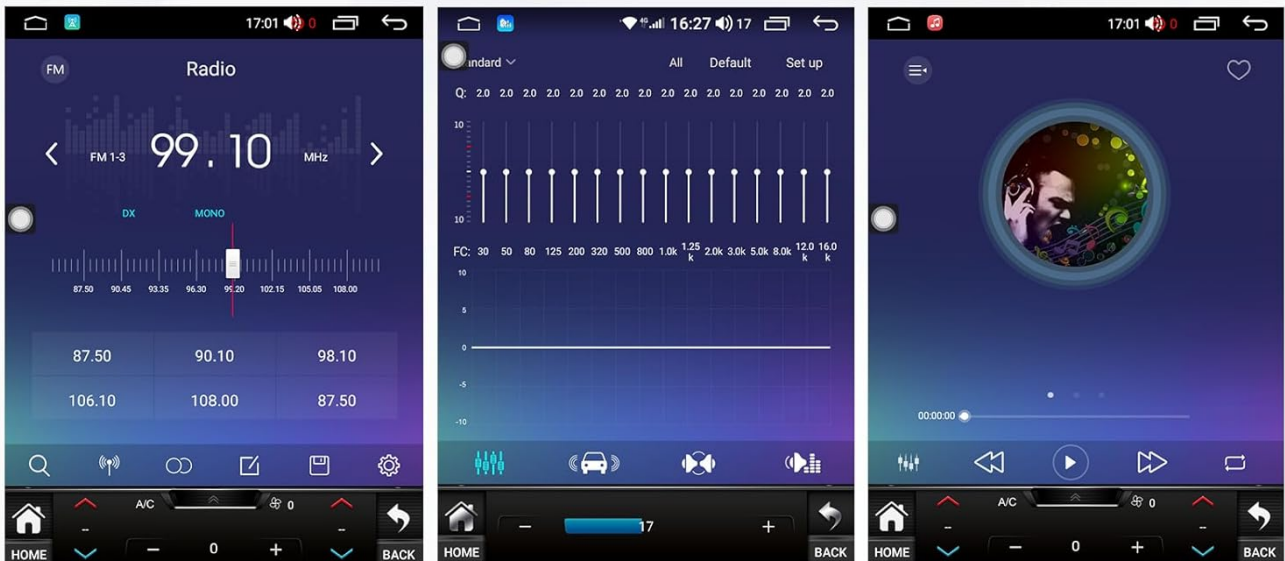 17:01 0
FM Radio
FM 1-3 99.10 MHz
DX MONO
87.50 90.45 93.35 96.30 99.20 102.15 105.05 108.00
87.50 90.10 98.10
106.10 108.00 87.50
A/C 0
-- --
HOME − 0 + BACK
4G 16:27 17
ndard All Default Set up
Q: 2.0 2.0 2.0 2.0 2.0 2.0 2.0 2.0 2.0 2.0 2.0 2.0 2.0 2.0 2.0 2.0
10
10
FC: 30 50 80 125 200 320 500 800 1.0k 1.25k 2.0k 3.0k 5.0k 8.0k 12.0k 16.0k
10
5
0
-5
-10
− 17 +
HOME BACK
17:01 0
00:00:00
A/C 0
-- --
HOME − 0 + BACK